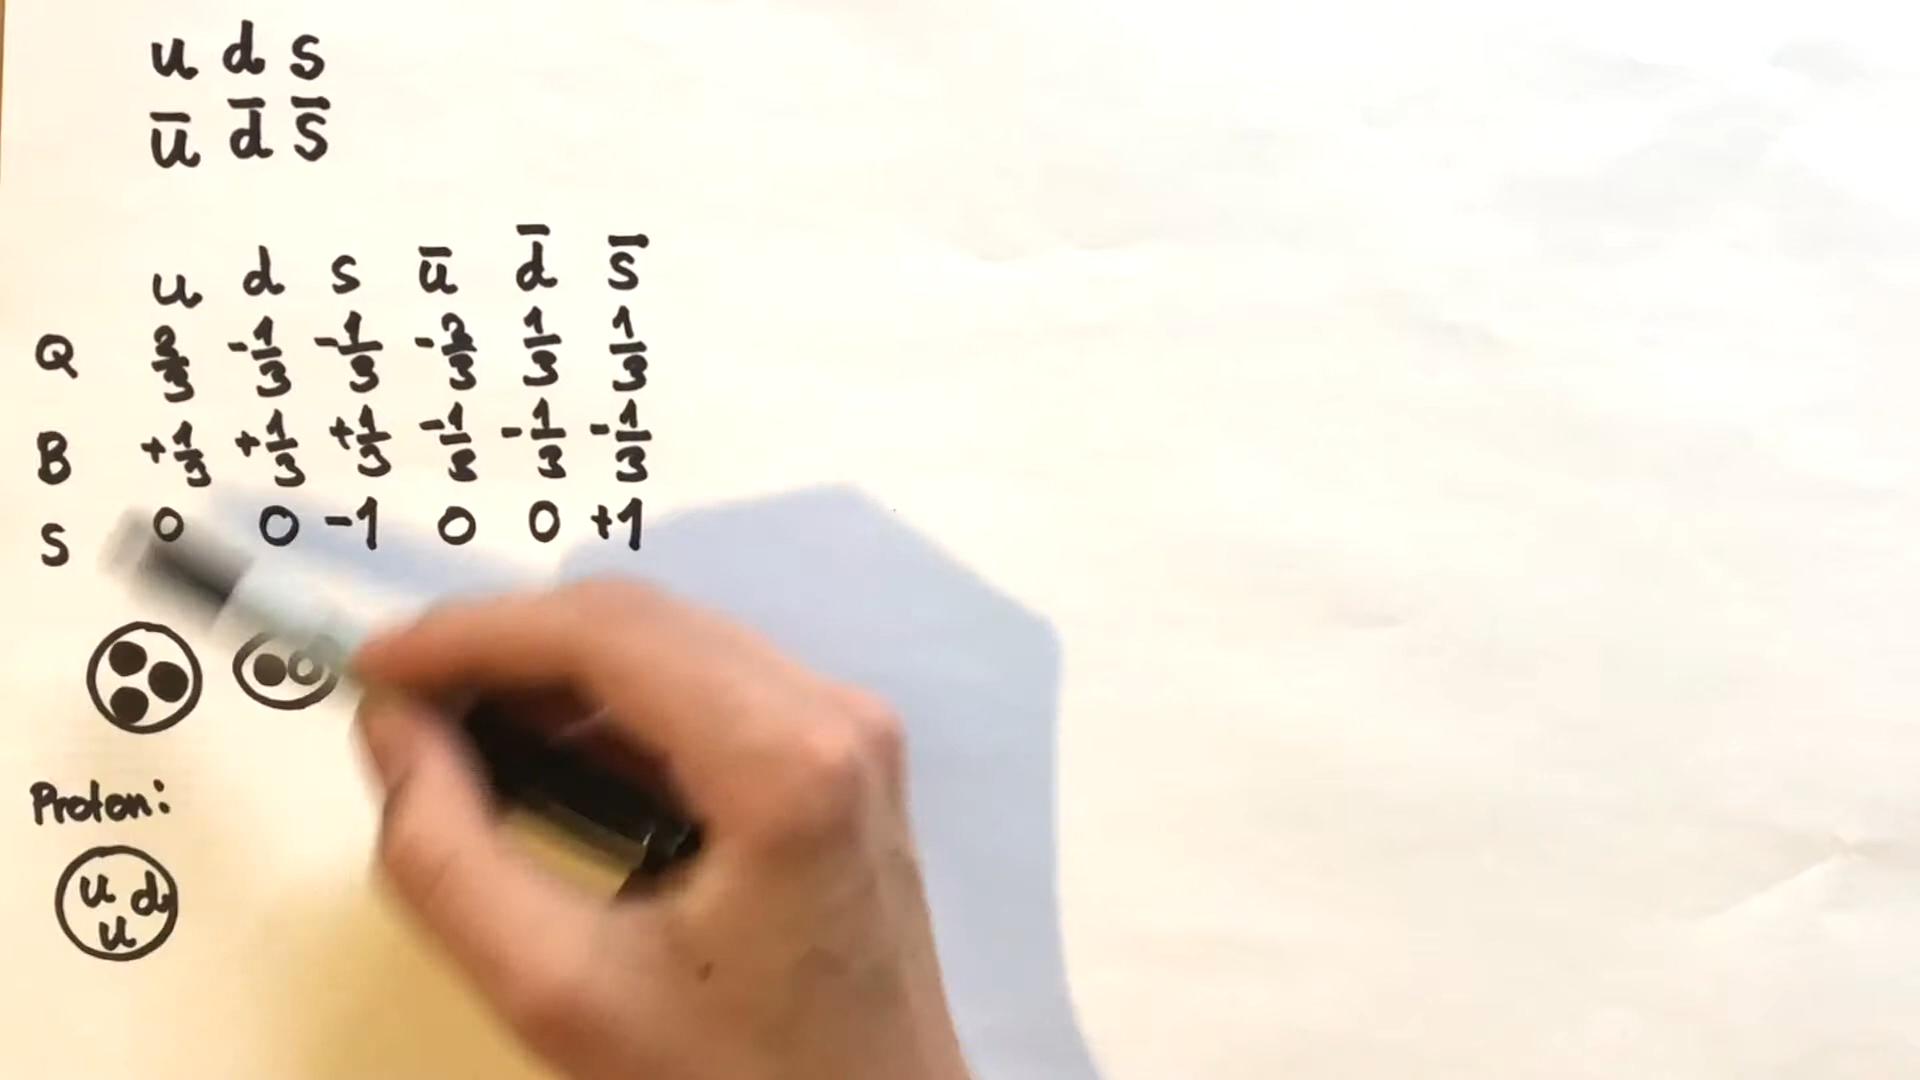 u d s
ū d̄ s̄
u d s ū d̄ s̄
Q 2/3 -1/3 -1/3 -2/3 1/3 1/3
B +1/3 +1/3 +1/3 -1/3 -1/3 -1/3
S 0 0 -1 0 0 +1
Proton:
u d
u